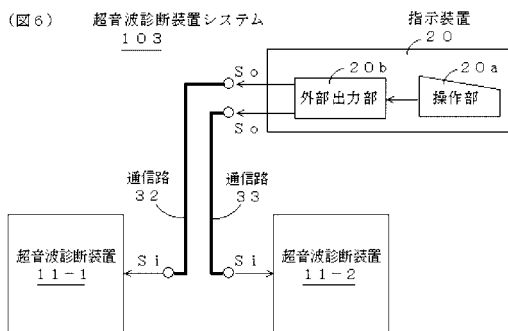 (図6)
超音波診断装置システム
103
指示装置
20
20b
20a
外部出力部
操作部
So
So
通信路
32
通信路
33
超音波診断装置
11-1
Si
Si
超音波診断装置
11-2